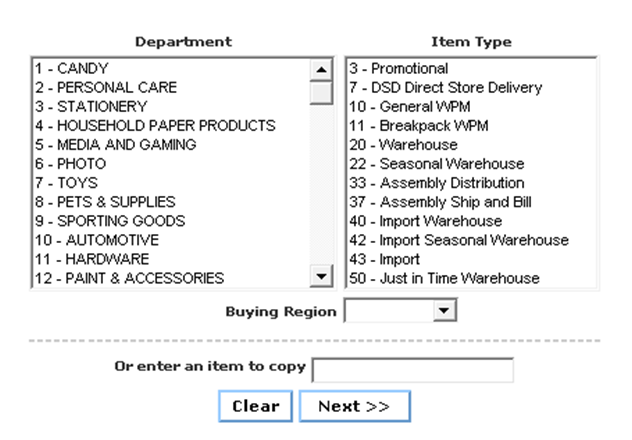 Department
1 - CANDY
2 - PERSONAL CARE
3 - STATIONERY
4 - HOUSEHOLD PAPER PRODUCTS
5 - MEDIA AND GAMING
6 - PHOTO
7 - TOYS
8 - PETS & SUPPLIES
9 - SPORTING GOODS
10 - AUTOMOTIVE
11 - HARDWARE
12 - PAINT & ACCESSORIES
Item Type
3 - Promotional
7 - DSD Direct Store Delivery
10 - General WPM
11 - Breakpack WPM
20 - Warehouse
22 - Seasonal Warehouse
33 - Assembly Distribution
37 - Assembly Ship and Bill
40 - Import Warehouse
42 - Import Seasonal Warehouse
43 - Import
50 - Just in Time Warehouse
Buying Region
Or enter an item to copy
Clear
Next >>